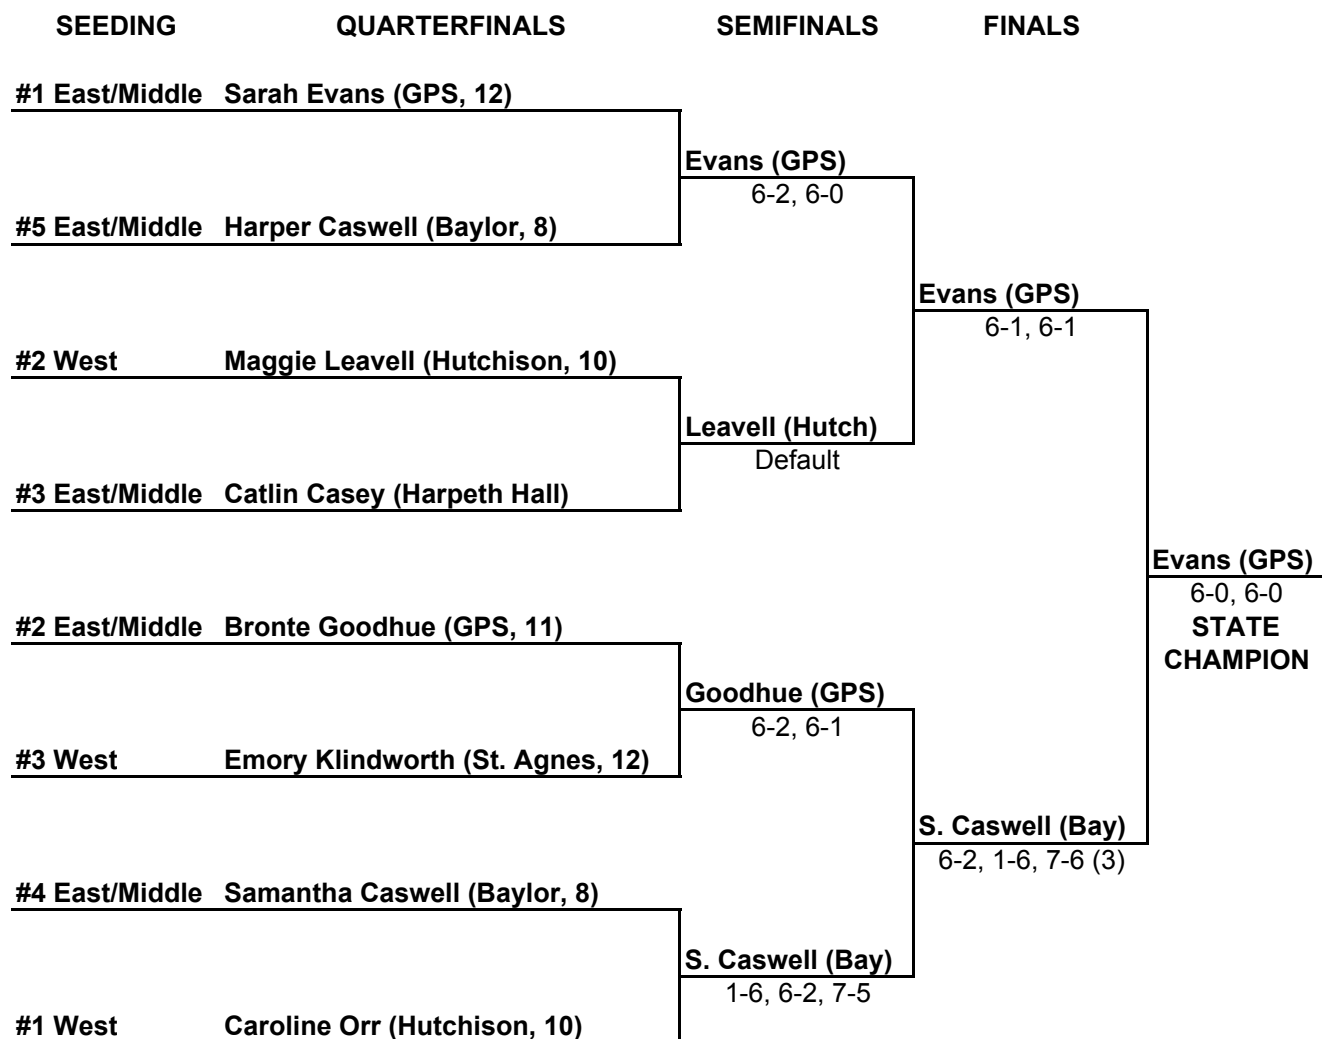 SEEDING QUARTERFINALS SEMIFINALS FINALS
#1 East/Middle Sarah Evans (GPS, 12)
Evans (GPS)
6-2, 6-0
#5 East/Middle Harper Caswell (Baylor, 8)
Evans (GPS)
6-1, 6-1
#2 West Maggie Leavell (Hutchison, 10)
Leavell (Hutch)
Default
#3 East/Middle Catlin Casey (Harpeth Hall)
Evans (GPS)
6-0, 6-0
STATE
CHAMPION
#2 East/Middle Bronte Goodhue (GPS, 11)
Goodhue (GPS)
6-2, 6-1
#3 West Emory Klindworth (St. Agnes, 12)
S. Caswell (Bay)
6-2, 1-6, 7-6 (3)
#4 East/Middle Samantha Caswell (Baylor, 8)
S. Caswell (Bay)
1-6, 6-2, 7-5
#1 West Caroline Orr (Hutchison, 10)